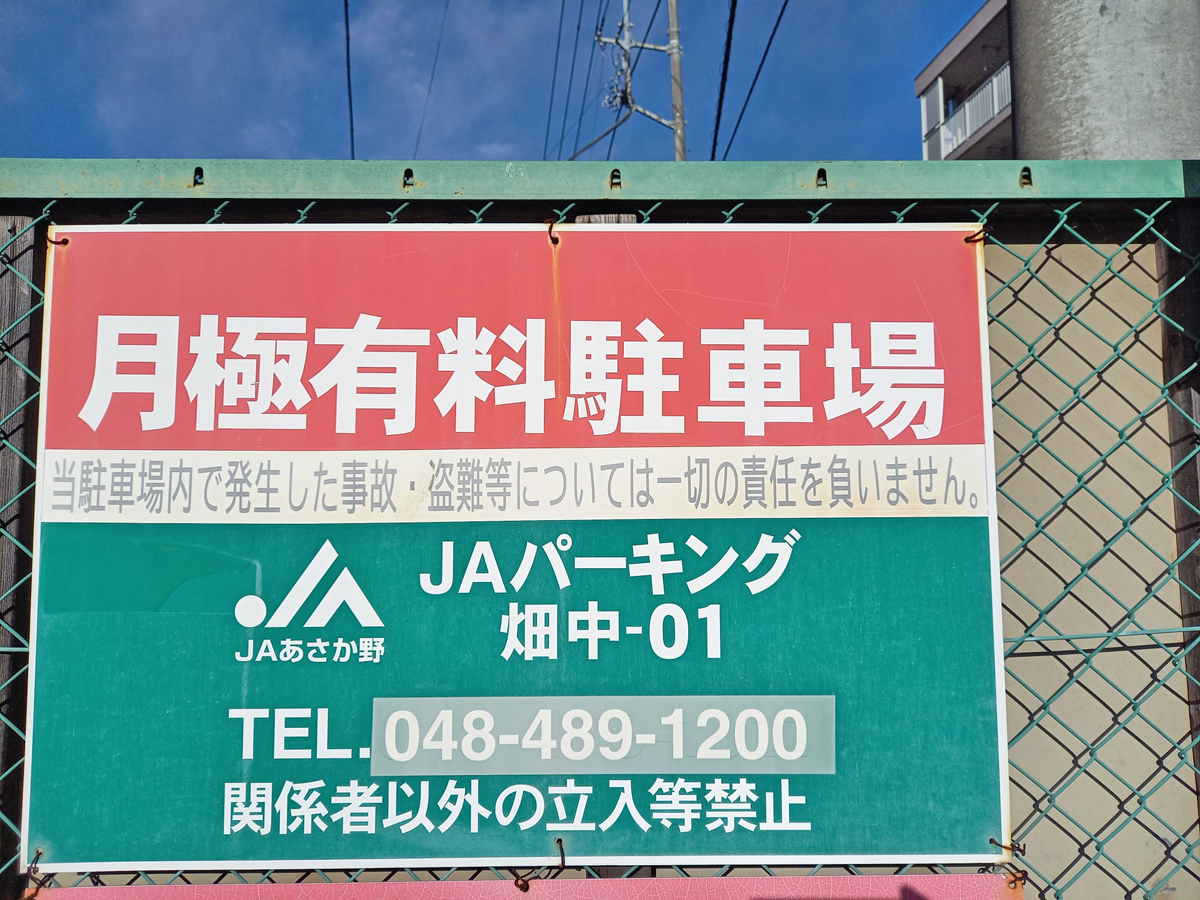 月極有料駐車場
当駐車場内で発生した事故・盗難等については一切の責任を負いません。
JAあさか野
JAパーキング
畑中-01
TEL.048-489-1200
関係者以外の立入等禁止